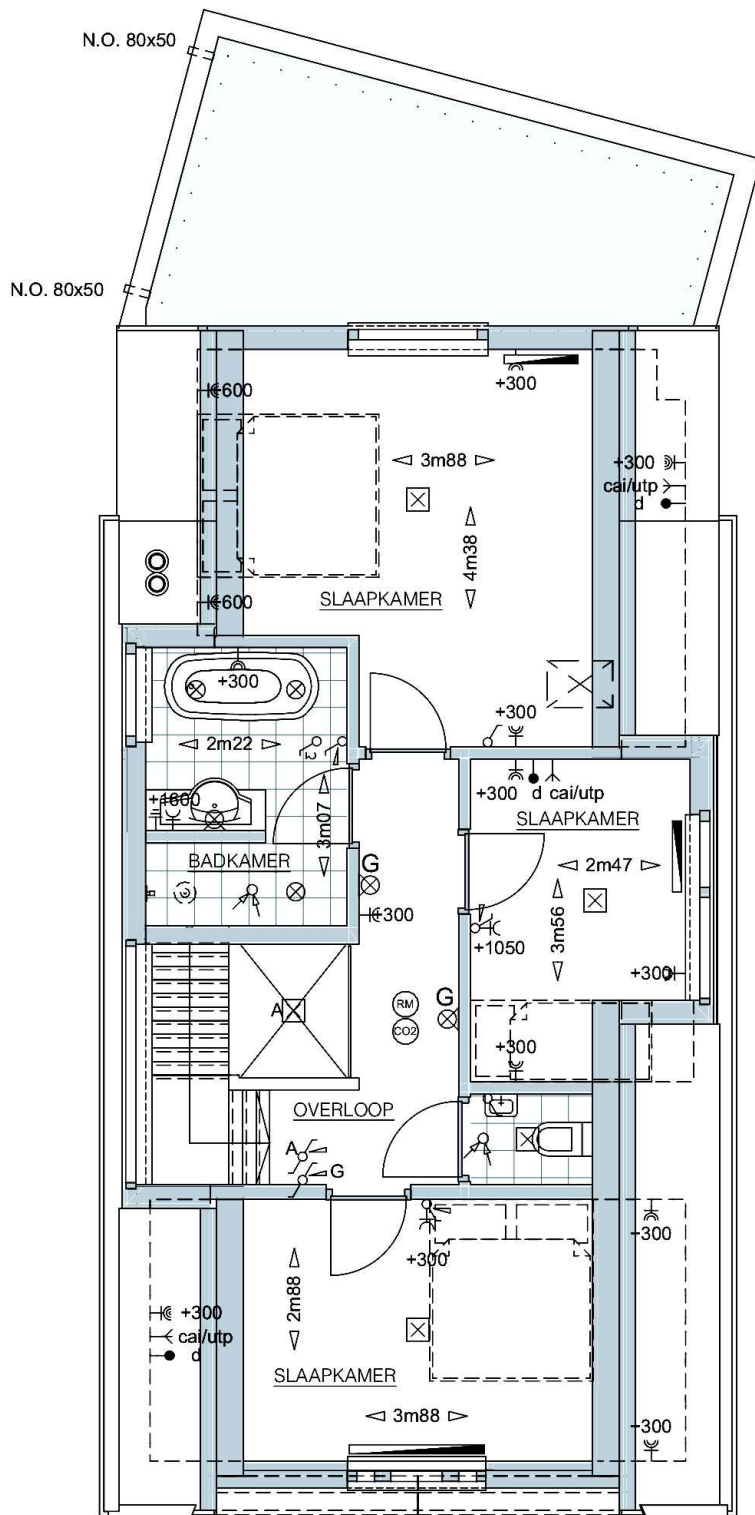 N.O. 80x50
N.O. 80x50
+600
+300
3m88
+300
cai/utp
d
4m38
+600
SLAAPKAMER
+300
+300
2m22
+300
d cai/utp
+1600
3m07
SLAAPKAMER
BADKAMER
G
2m47
3m56
+300
+1050
+300
A
RM
G
CO2
+300
OVERLOOP
A
G
+300
+300
2m88
+300
cai/utp
d
SLAAPKAMER
3m88
+300